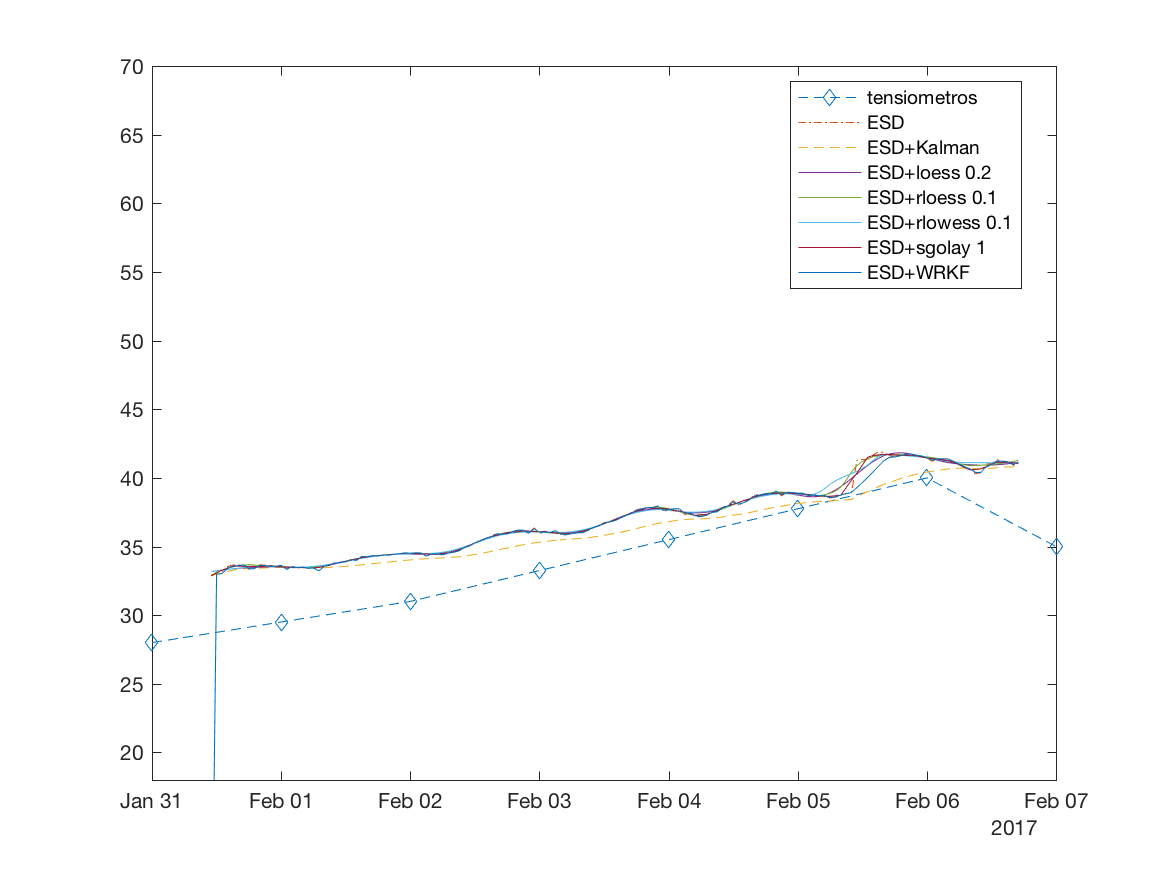 70
65
60
55
50
45
40
35
30
25
20
tensiometros
ESD
ESD+Kalman
ESD+loess 0.2
ESD+rloess 0.1
ESD+rlowess 0.1
ESD+sgolay 1
ESD+WRKF
Jan 31 Feb 01 Feb 02 Feb 03 Feb 04 Feb 05 Feb 06 Feb 07
2017